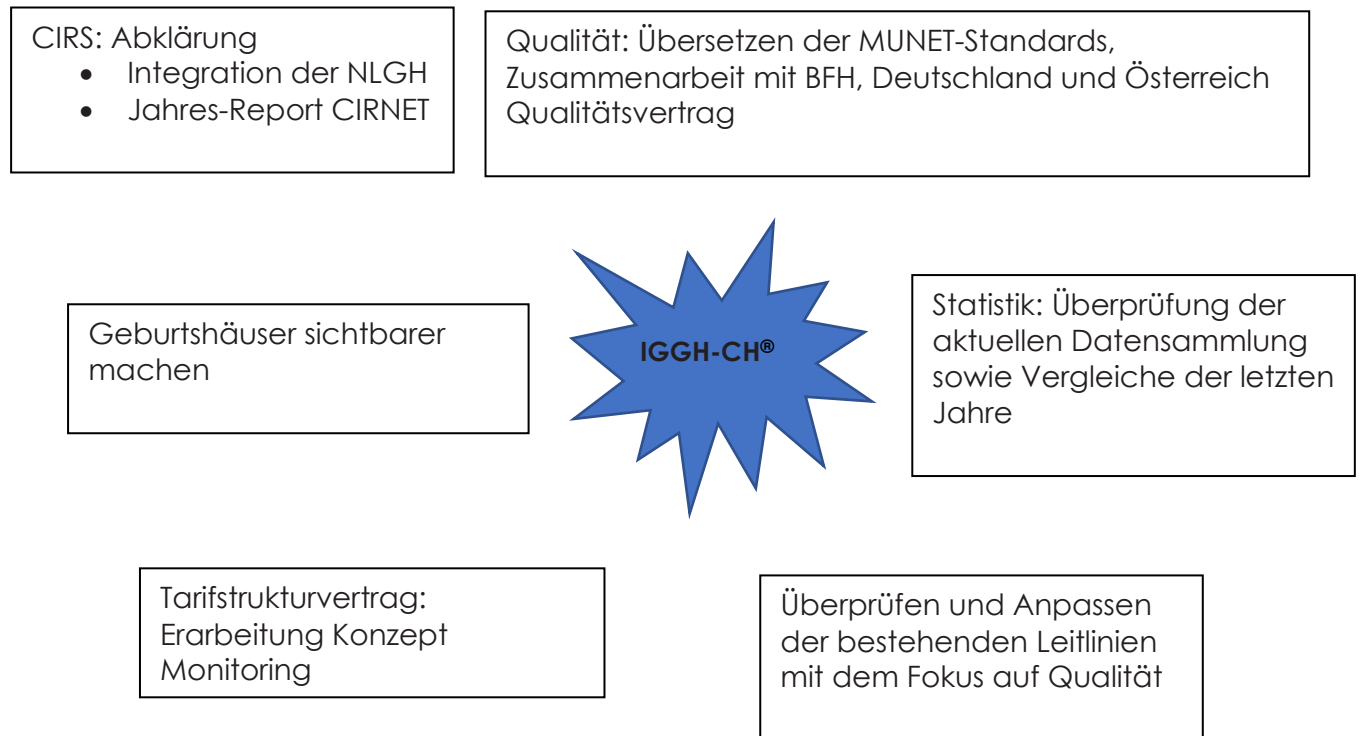 CIRS: Abklärung
• Integration der NLGH
• Jahres-Report CIRNET
Qualität: Übersetzen der MUNET-Standards,
Zusammenarbeit mit BFH, Deutschland und Österreich
Qualitätsvertrag
Geburtshäuser sichtbarer
machen
IGGH-CH®
Statistik: Überprüfung der
aktuellen Datensammlung
sowie Vergleiche der letzten
Jahre
Tarifstrukturvertrag:
Erarbeitung Konzept
Monitoring
Überprüfen und Anpassen
der bestehenden Leitlinien
mit dem Fokus auf Qualität